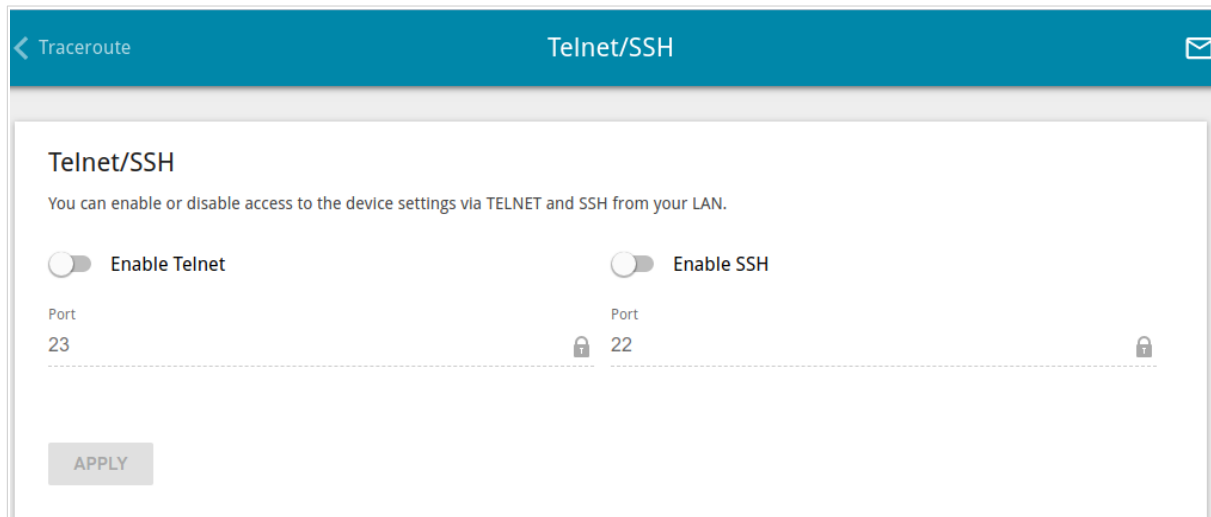 Traceroute
Telnet/SSH
Telnet/SSH
You can enable or disable access to the device settings via TELNET and SSH from your LAN.
Enable Telnet
Enable SSH
Port
Port
23
22
APPLY